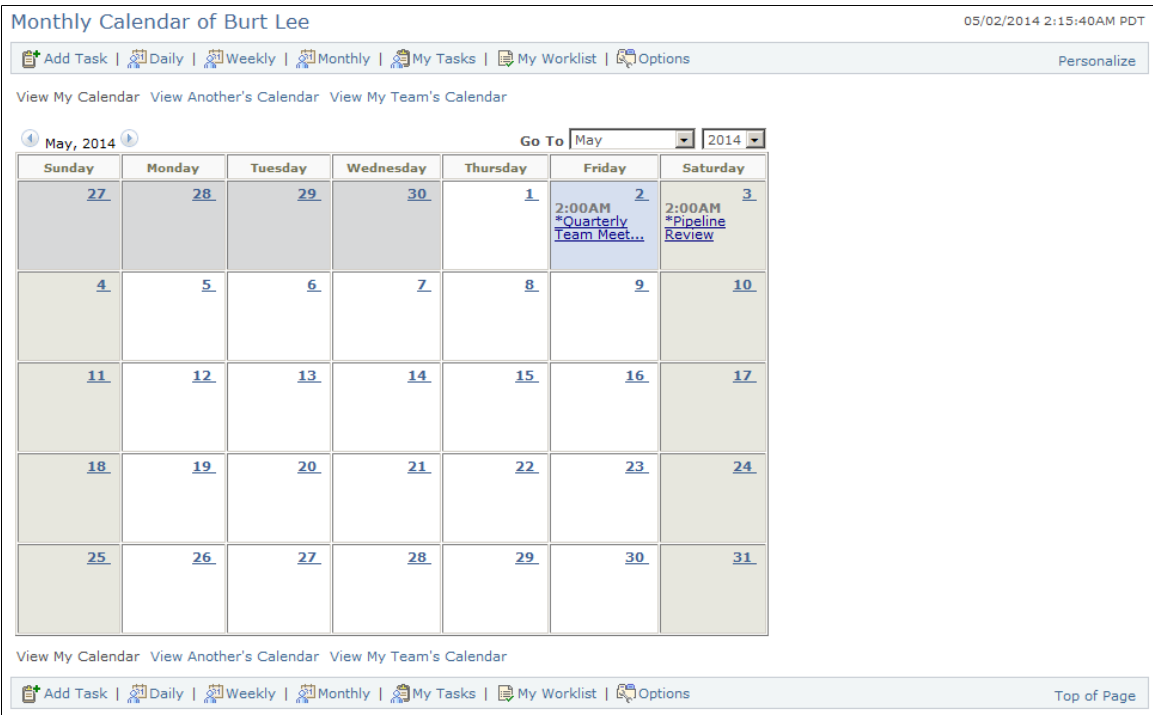 Monthly Calendar of Burt Lee 05/02/2014 2:15:40AM PDT
Add Task | Daily | Weekly | Monthly | My Tasks | My Worklist | Options Personalize
View My Calendar View Another's Calendar View My Team's Calendar
May, 2014 Go To May 2014
Sunday Monday Tuesday Wednesday Thursday Friday Saturday
27 28 29 30 1 2 3
2:00AM 2:00AM
*Quarterly *Pipeline
Team Meet... Review
4 5 6 7 8 9 10
11 12 13 14 15 16 17
18 19 20 21 22 23 24
25 26 27 28 29 30 31
View My Calendar View Another's Calendar View My Team's Calendar
Add Task | Daily | Weekly | Monthly | My Tasks | My Worklist | Options Top of Page